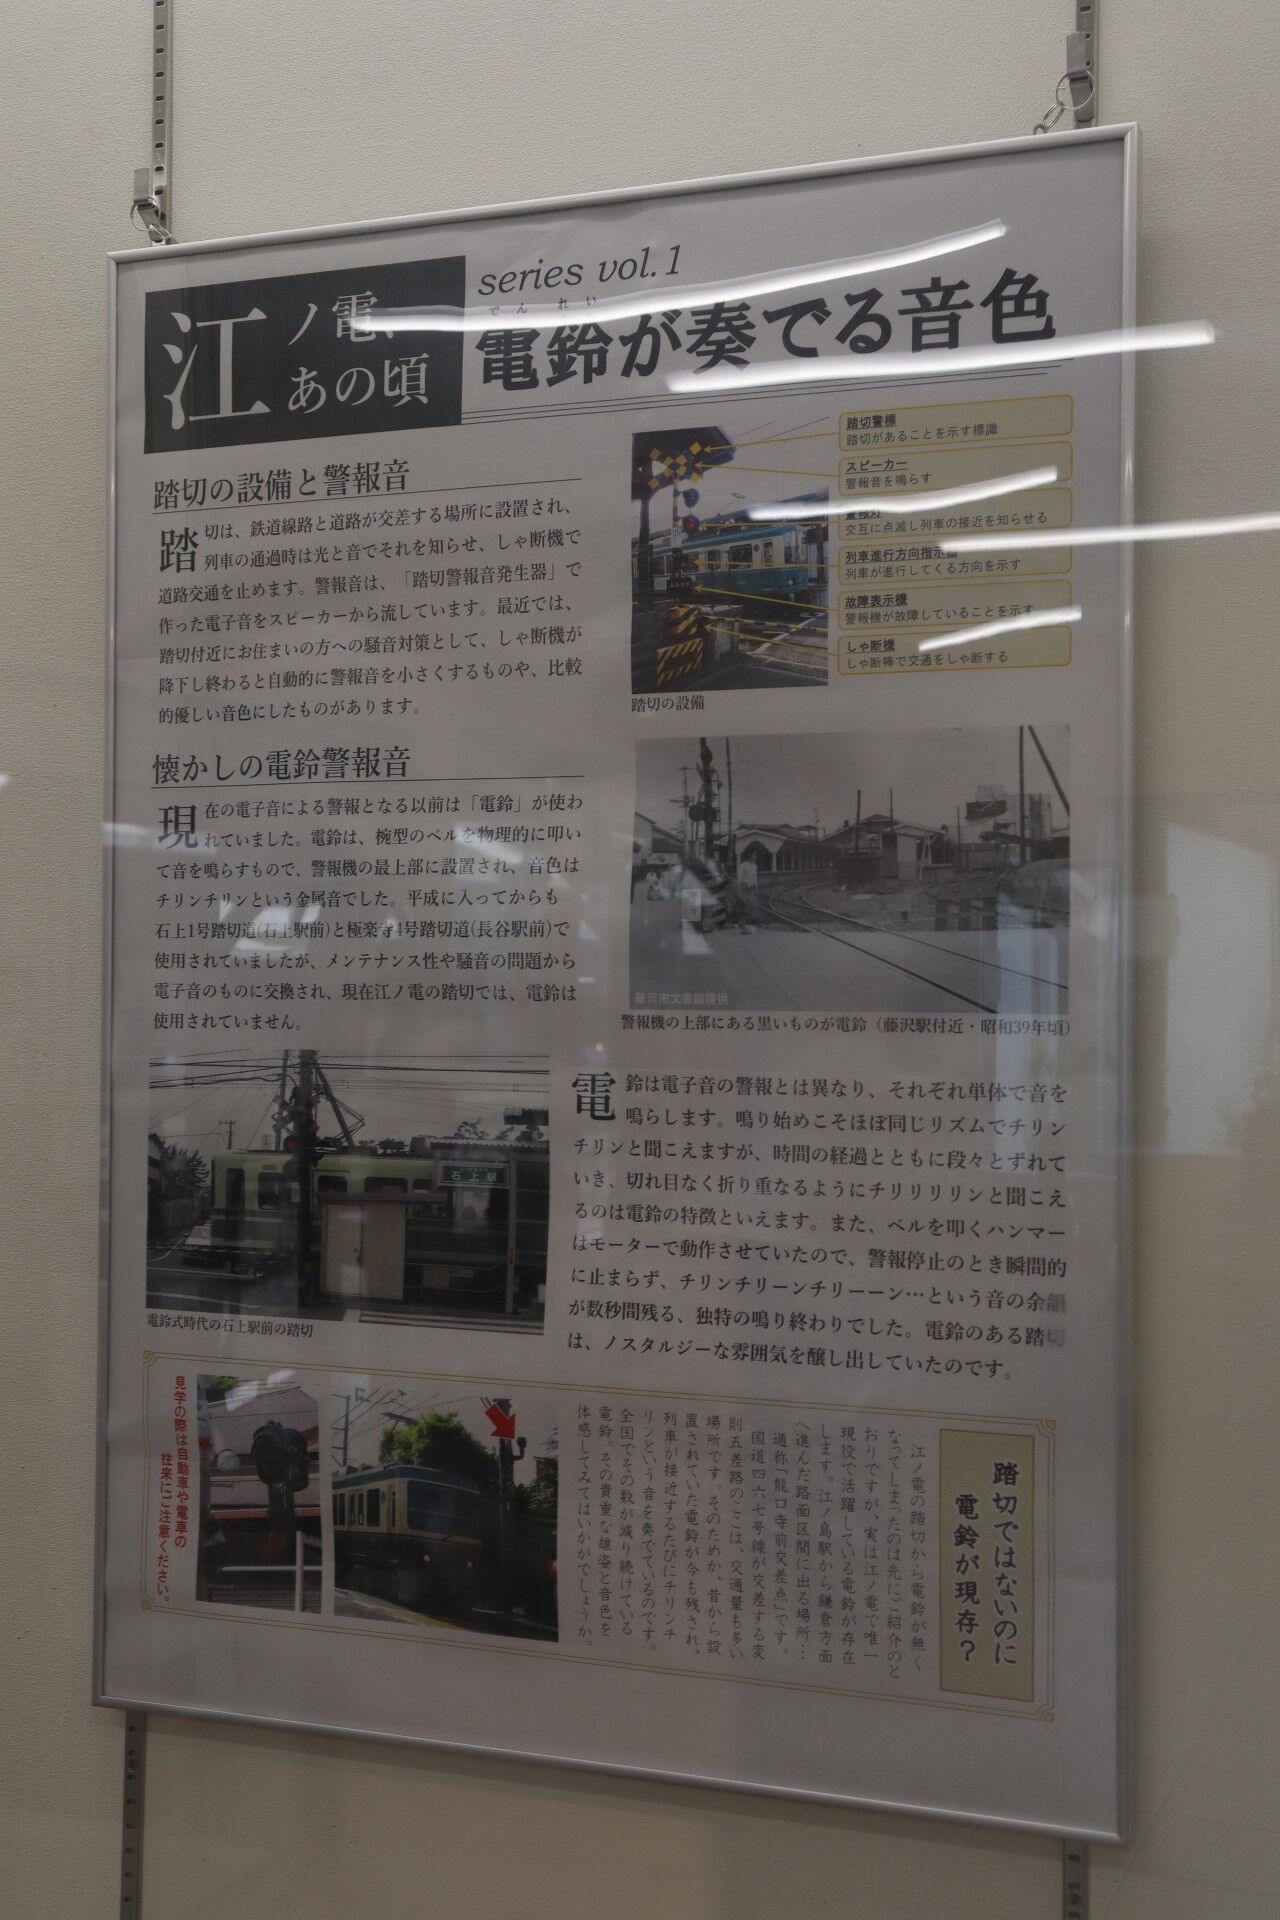 江ノ電、
あの頃
series vol.1
でんれい
電鈴が奏でる音色
踏切の設備と警報音
踏切は、鉄道線路と道路が交差する場所に設置され、
列車の通過時は光と音でそれを知らせ、しゃ断機で
道路交通を止めます。警報音は、「踏切警報音発生器」で
作った電子音をスピーカーから流しています。最近では、
踏切付近にお住まいの方への騒音対策として、しゃ断機が
降下し終わると自動的に警報音を小さくするものや、比較
的優しい音色にしたものがあります。
踏切警標
踏切があることを示す標識
スピーカー
警報音を鳴らす
警報灯
交互に点滅し列車の接近を知らせる
列車進行方向指示器
列車が進行してくる方向を示す
故障表示機
警報機が故障していることを示す
しゃ断機
しゃ断棒で交通をしゃ断する
踏切の設備
懐かしの電鈴警報音
現在の電子音による警報となる以前は「電鈴」が使わ
れていました。電鈴は、椀型のベルを物理的に叩い
て音を鳴らすもので、警報機の最上部に設置され、音色は
チリンチリンという金属音でした。平成に入ってからも
石上1号踏切道(石上駅前)と極楽寺4号踏切道(長谷駅前)で
使用されていましたが、メンテナンス性や騒音の問題から
電子音のものに交換され、現在江ノ電の踏切では、電鈴は
使用されていません。
藤沢市文書館提供
警報機の上部にある黒いものが電鈴（藤沢駅付近・昭和39年頃）
石上駅
電鈴式時代の石上駅前の踏切
電鈴は電子音の警報とは異なり、それぞれ単体で音を
鳴らします。鳴り始めこそほぼ同じリズムでチリン
チリンと聞こえますが、時間の経過とともに段々とずれて
いき、切れ目なく折り重なるようにチリリリリンと聞こえ
るのは電鈴の特徴といえます。また、ベルを叩くハンマー
はモーターで動作させていたので、警報停止のとき瞬間的
に止まらず、チリンチリーンチリーーン…という音の余韻
が数秒間残る、独特の鳴り終わりでした。電鈴のある踏切
は、ノスタルジーな雰囲気を醸し出していたのです。
踏切ではないのに
電鈴が現存？
江ノ電の踏切から電鈴が無く
なってしまったのは先にご紹介のと
おりですが、実は江ノ電で唯一
現役で活躍している電鈴が存在
します。江ノ島駅から鎌倉方面
へ進んだ路面区間に出る場所…
通称「龍口寺前交差点」です。
国道四六七号線が交差する変
則五差路のここは、交通量も多い
場所です。そのためか、昔から設
置されていた電鈴が今も残され、
列車が接近するたびにチリンチ
リンという音を奏でているのです。
全国でその数が減り続けている
電鈴。その貴重な雄姿と音色を
体感してみてはいかがでしょうか。
見学の際は自動車や電車の
往来にご注意ください。